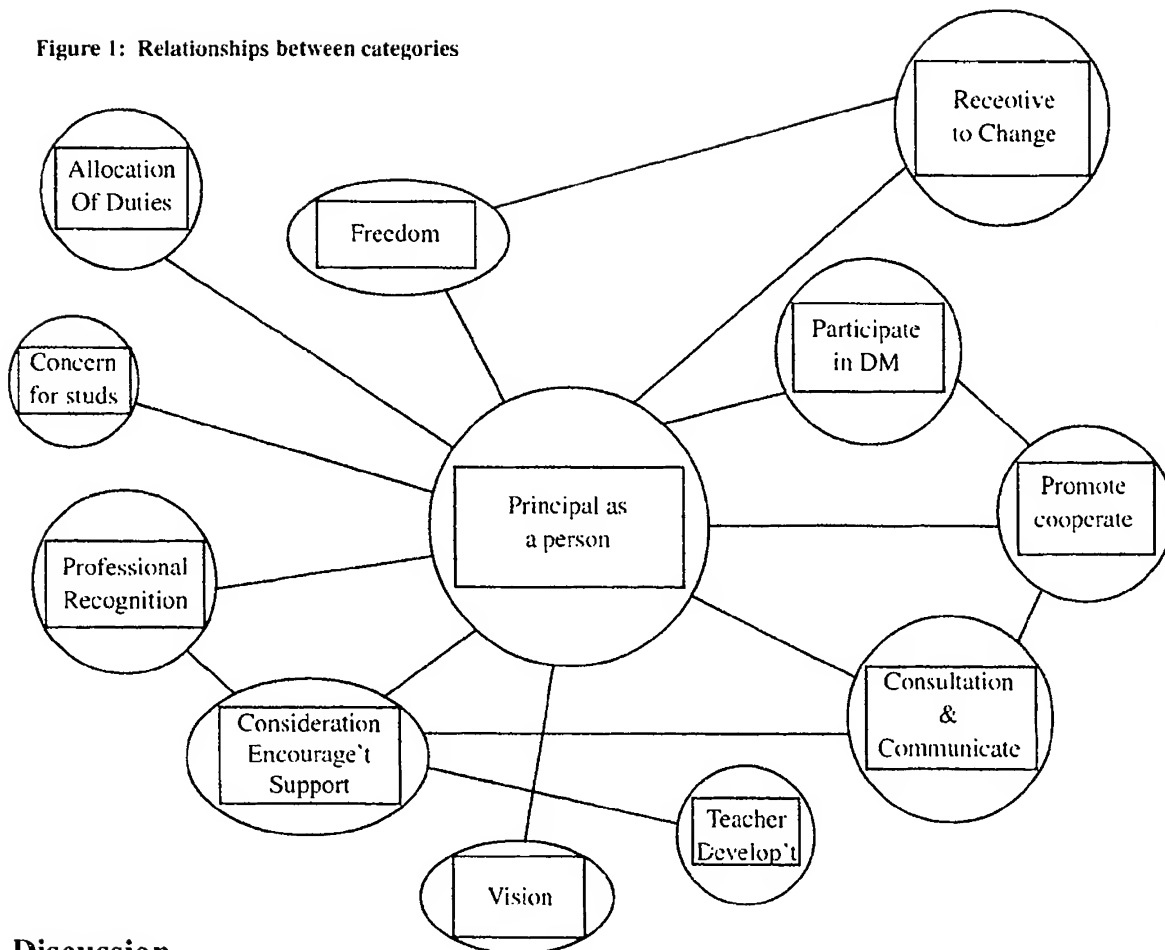 Figure 1: Relationships between categories
Receotive
to Change
Allocation
Of Duties
Freedom
Participate
in DM
Concern
for studs
Principal as
a person
Promote
cooperate
Professional
Recognition
Consultation
&
Communicate
Consideration
Encourage't
Support
Teacher
Develop't
Vision
Discussion